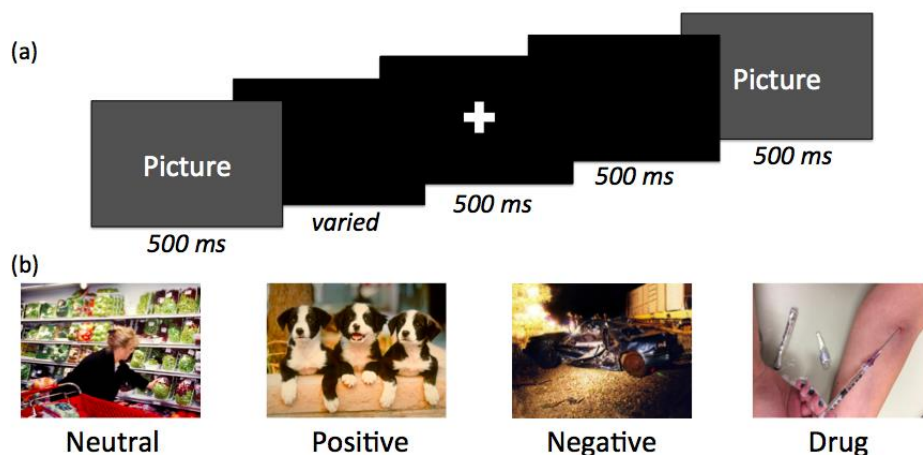 (a)
Picture
500 ms
varied
500 ms
500 ms
Picture
500 ms
(b)
Neutral
Positive
Negative
Drug